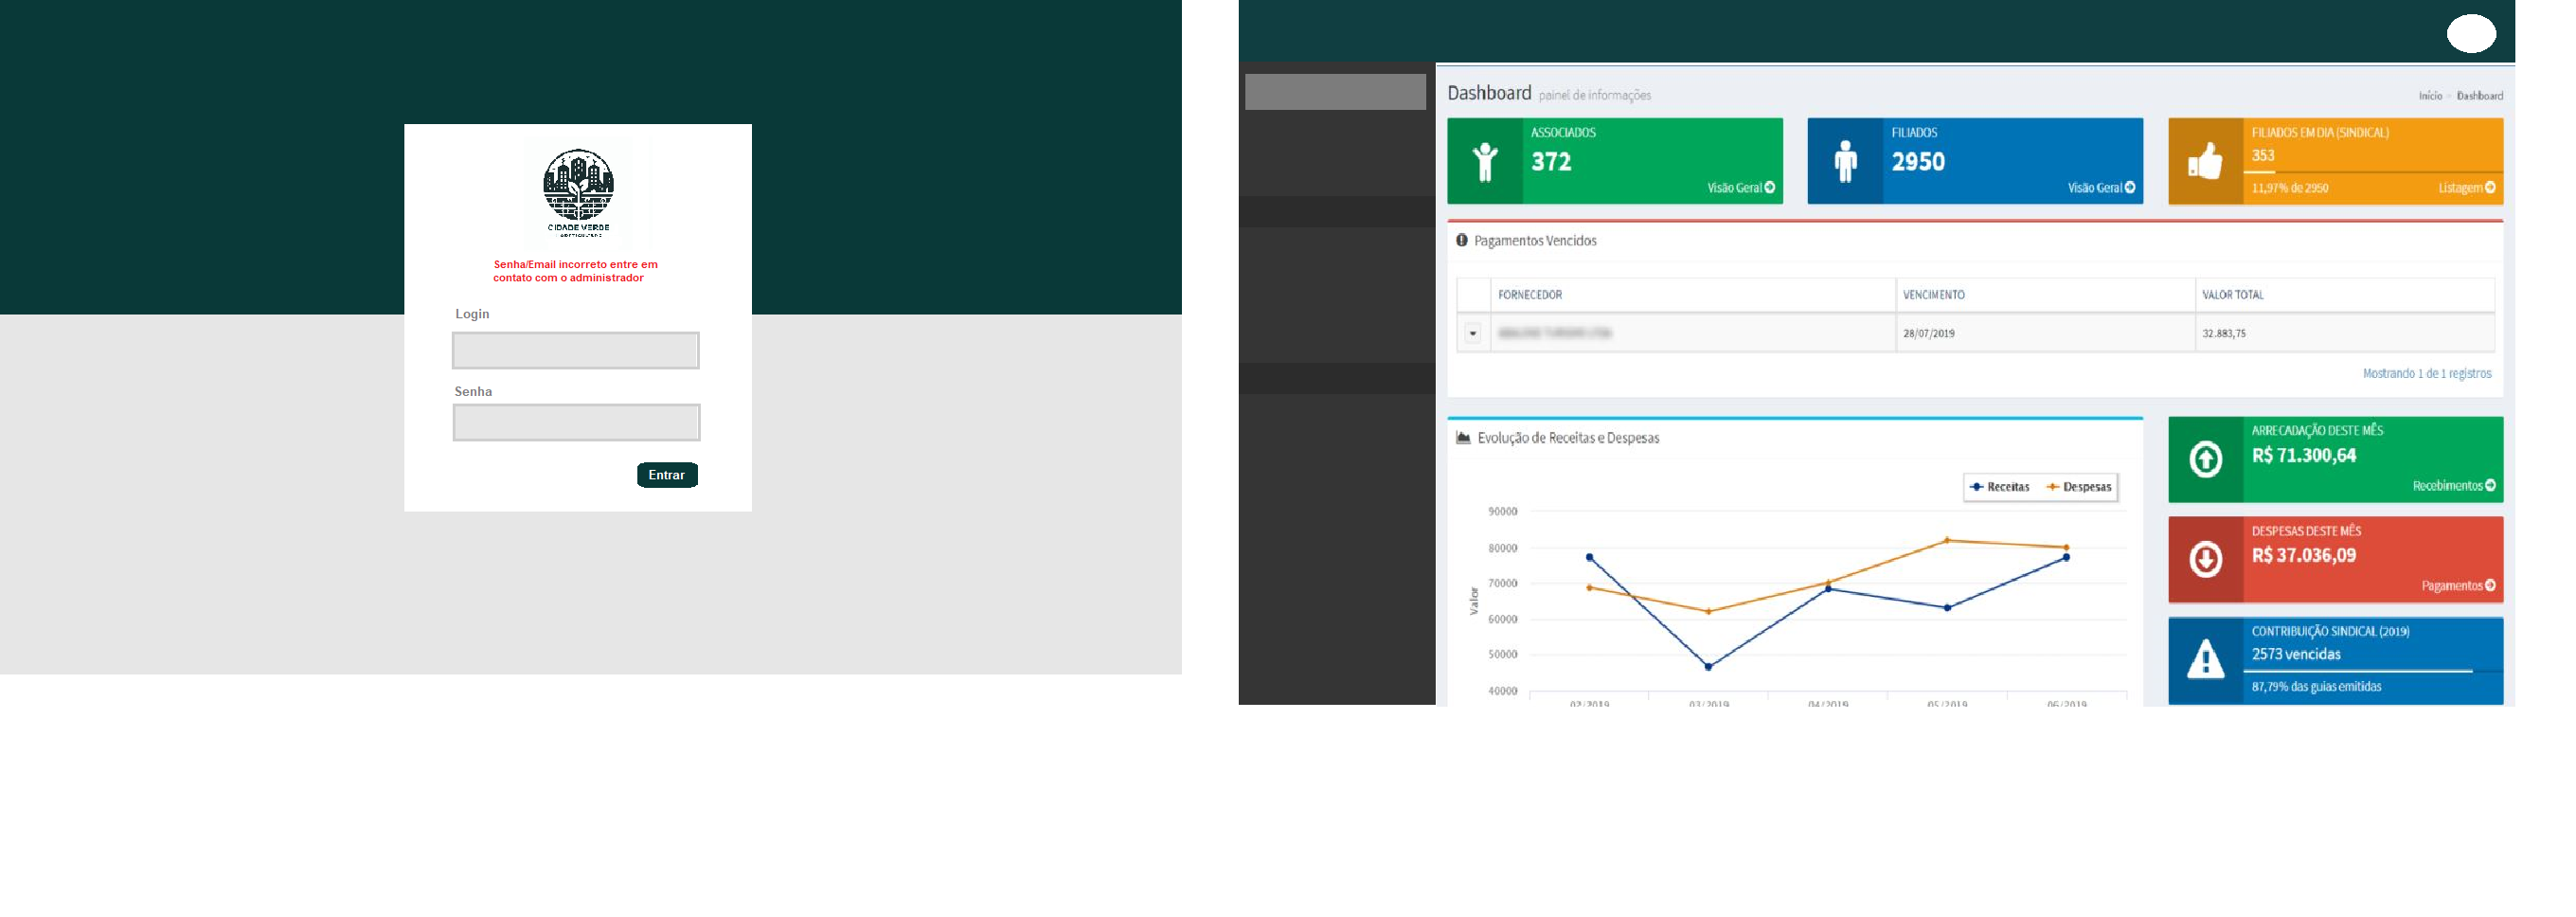 CIDADE VERDE
Senha/Email incorreto entre em
contato com o administrador
Login
Senha
Entrar
Dashboard painel de informações
Início - Dashboard
ASSOCIADOS
372
Visão Geral
FILIADOS
2950
Visão Geral
FILIADOS EM DIA (SINDICAL)
353
11,97% de 2950
Listagem
Pagamentos Vencidos
FORNECEDOR VENCIMENTO VALOR TOTAL
28/07/2019 32.883,75
Mostrando 1 de 1 registros
Evolução de Receitas e Despesas
Receitas Despesas
90000
80000
70000
60000
50000
40000
Valor
02/2019 03/2019 04/2019 05/2019 06/2019
ARRECADAÇÃO DESTE MÊS
R$ 71.300,64
Recebimentos
DESPESAS DESTE MÊS
R$ 37.036,09
Pagamentos
CONTRIBUIÇÃO SINDICAL (2019)
2573 vencidas
87,79% das guias emitidas